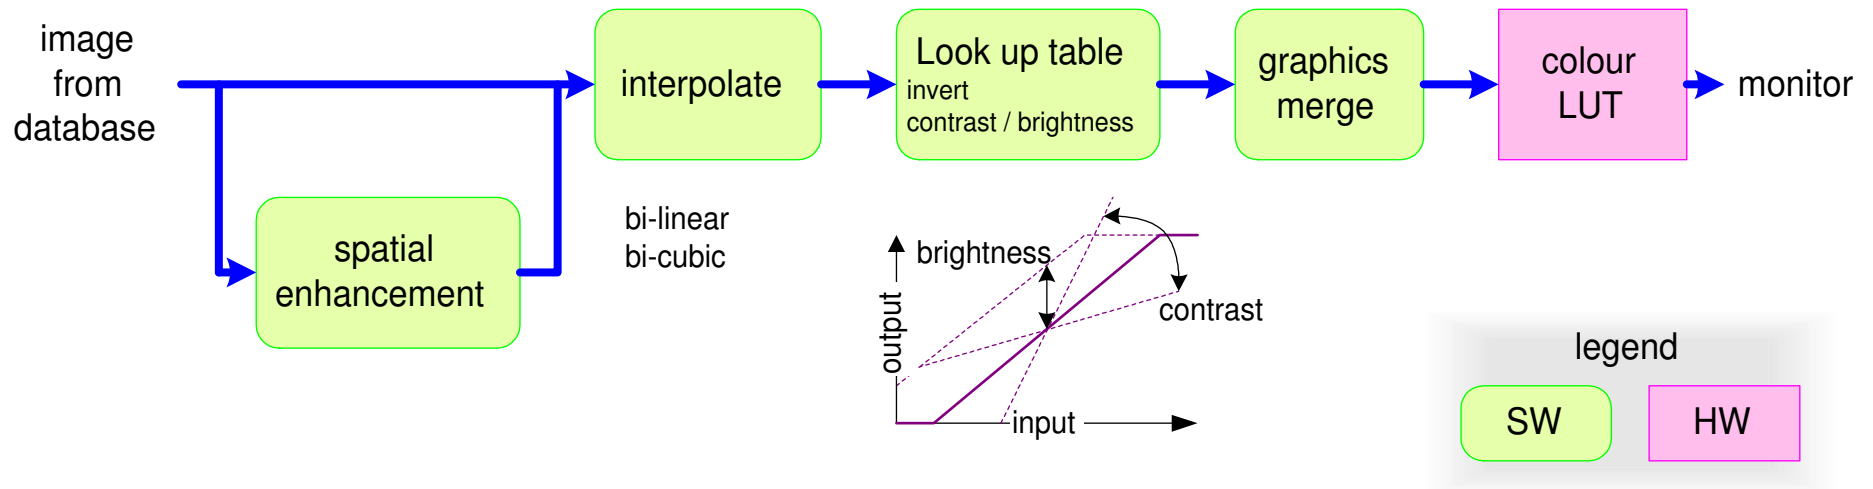 image
from
database
interpolate
Look up table
invert
contrast / brightness
graphics
merge
colour
LUT
monitor
spatial
enhancement
bi-linear
bi-cubic
brightness
output
contrast
input
legend
SW
HW